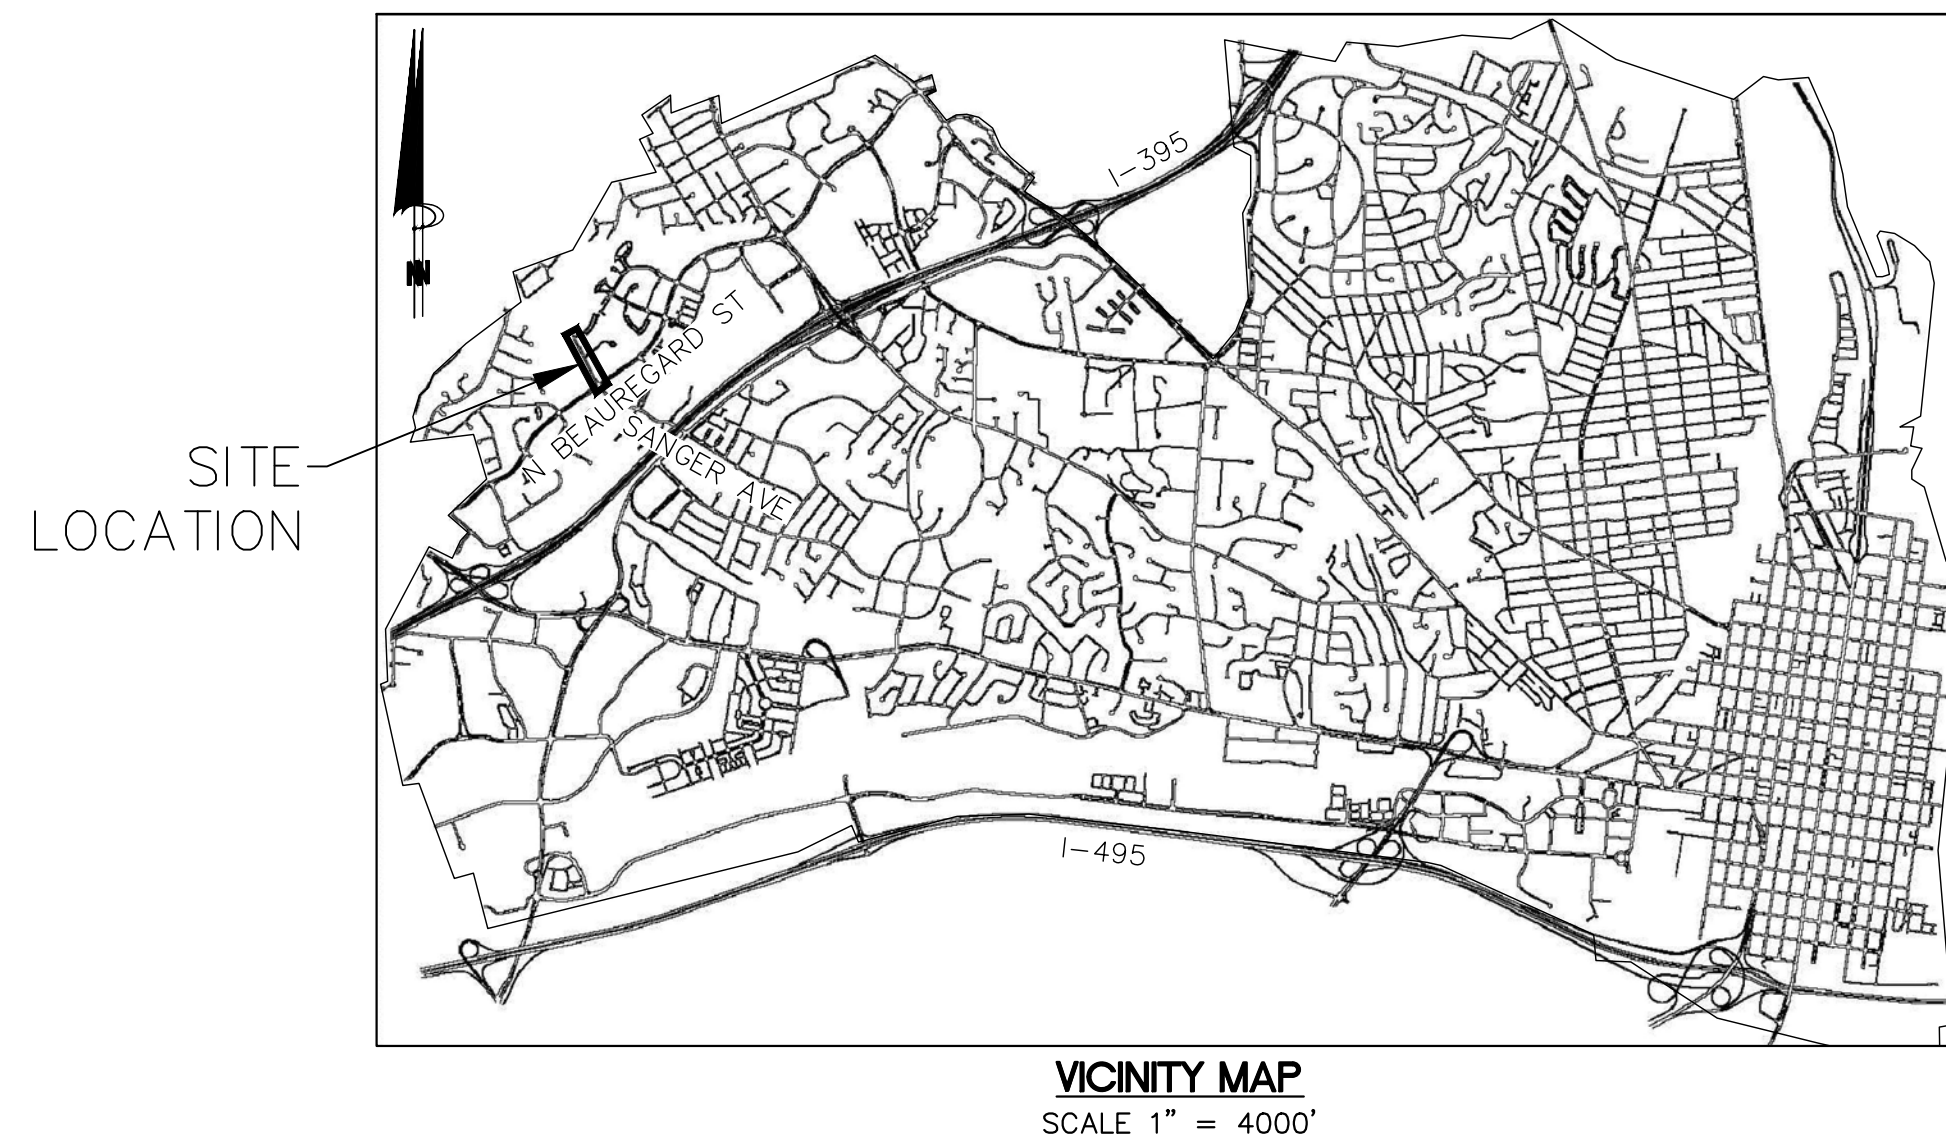 I-395
N BEAUREGARD ST
SANGER AVE
SITE
LOCATION
I-495
N
VICINITY MAP
SCALE 1" = 4000'